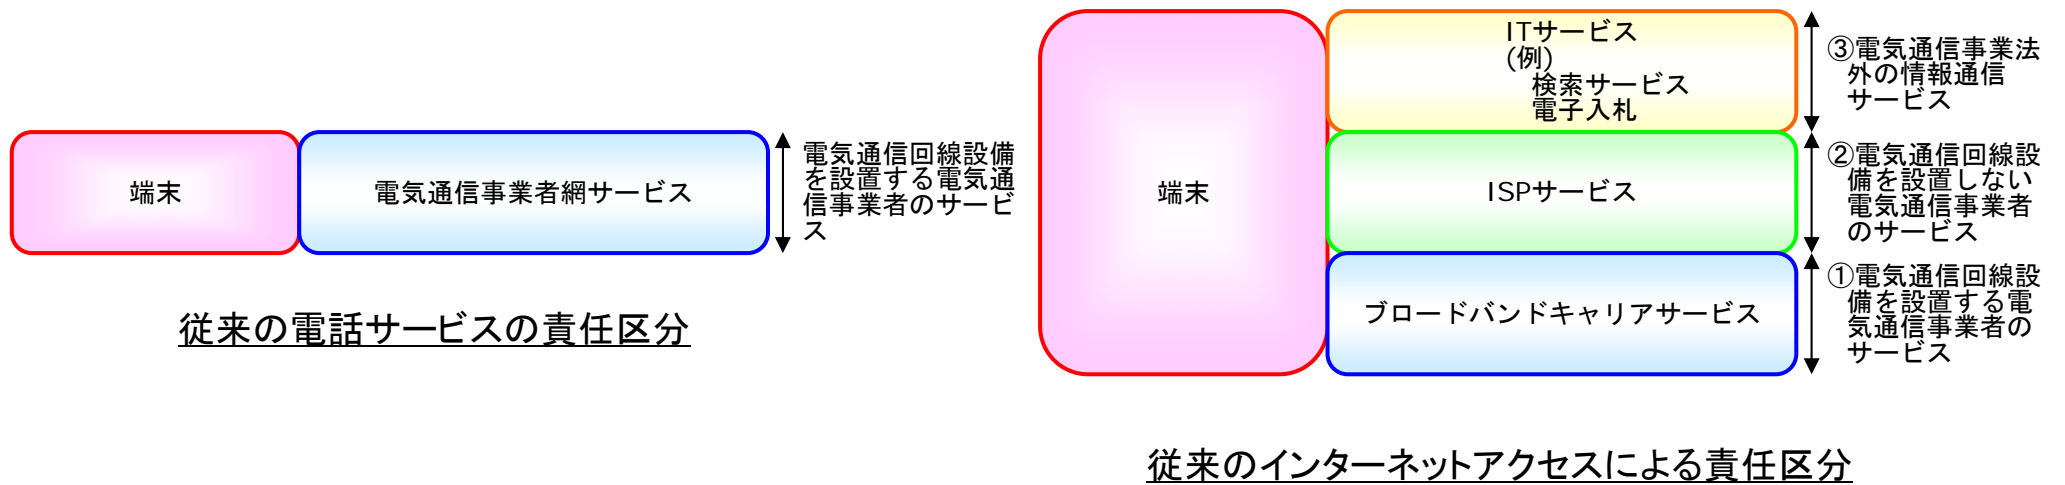 端末
電気通信事業者網サービス
電気通信回線設備
を設置する電気通
信事業者のサービ
ス
従来の電話サービスの責任区分
端末
ITサービス
(例)
検索サービス
電子入札
③電気通信事業法
外の情報通信
サービス
ISPサービス
②電気通信回線設
備を設置しない
電気通信事業者
のサービス
ブロードバンドキャリアサービス
①電気通信回線設
備を設置する電
気通信事業者の
サービス
従来のインターネットアクセスによる責任区分